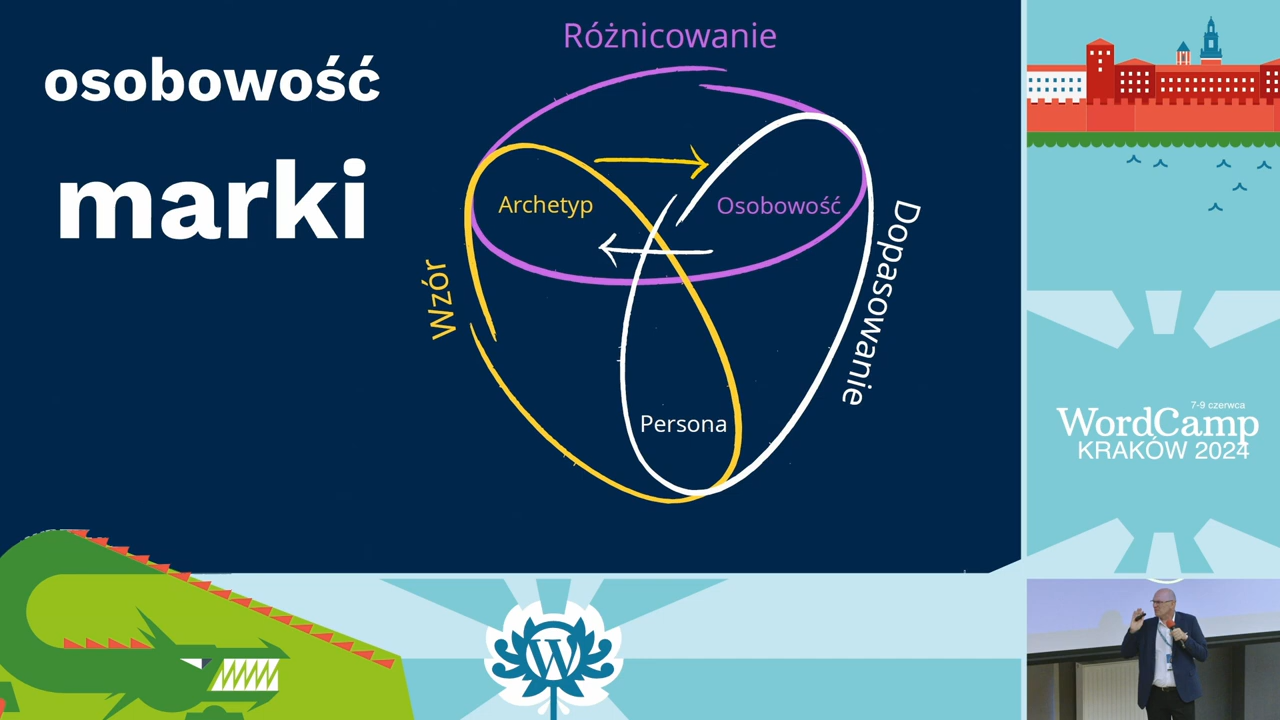 osobowość
marki
Różnicowanie
Archetyp
Osobowość
Wzór
Dopasowanie
Persona
7-9 czerwca
WordCamp
KRAKÓW 2024
W